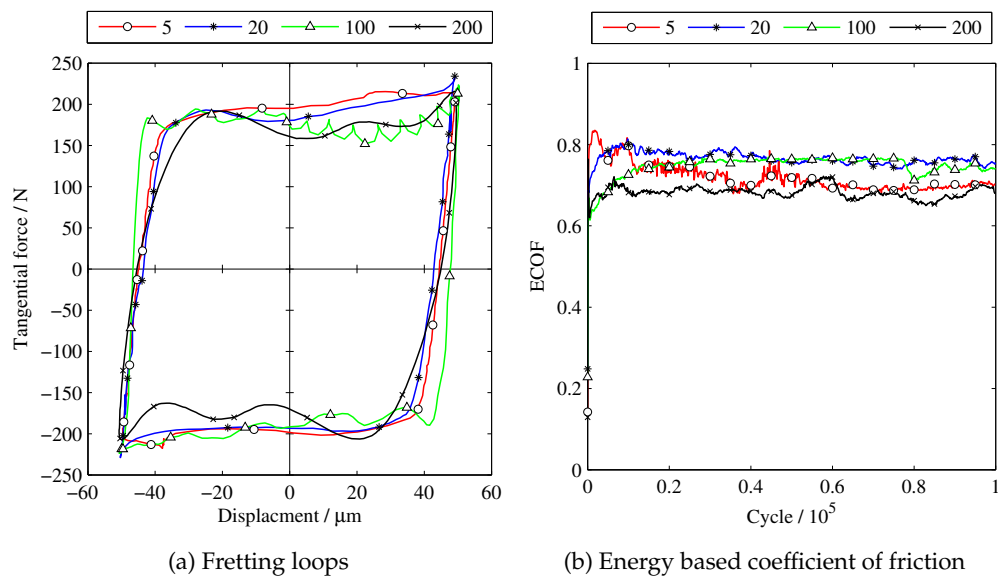 5 20 100 200
250
200
150
100
50
0
−50
−100
−150
−200
−250
−60 −40 −20 0 20 40 60
Tangential force / N
Displacment / μm
(a) Fretting loops
5 20 100 200
1
0.8
0.6
0.4
0.2
0
0 0.2 0.4 0.6 0.8 1
ECOF
Cycle / 10⁵
(b) Energy based coefficient of friction